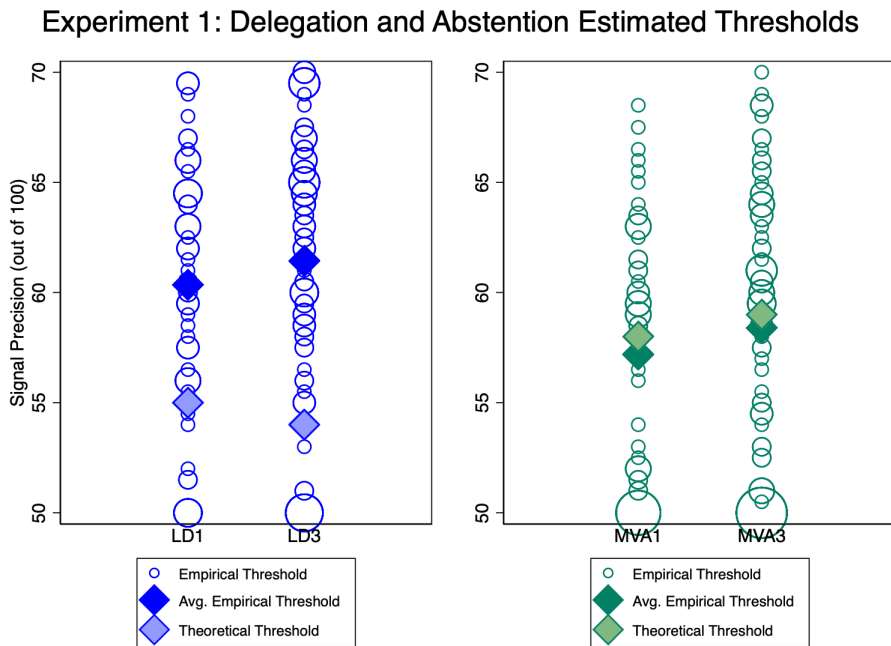 Experiment 1: Delegation and Abstention Estimated Thresholds
Signal Precision (out of 100)
70
65
60
55
50
LD1 LD3
Empirical Threshold
Avg. Empirical Threshold
Theoretical Threshold
70
65
60
55
50
MVA1 MVA3
Empirical Threshold
Avg. Empirical Threshold
Theoretical Threshold